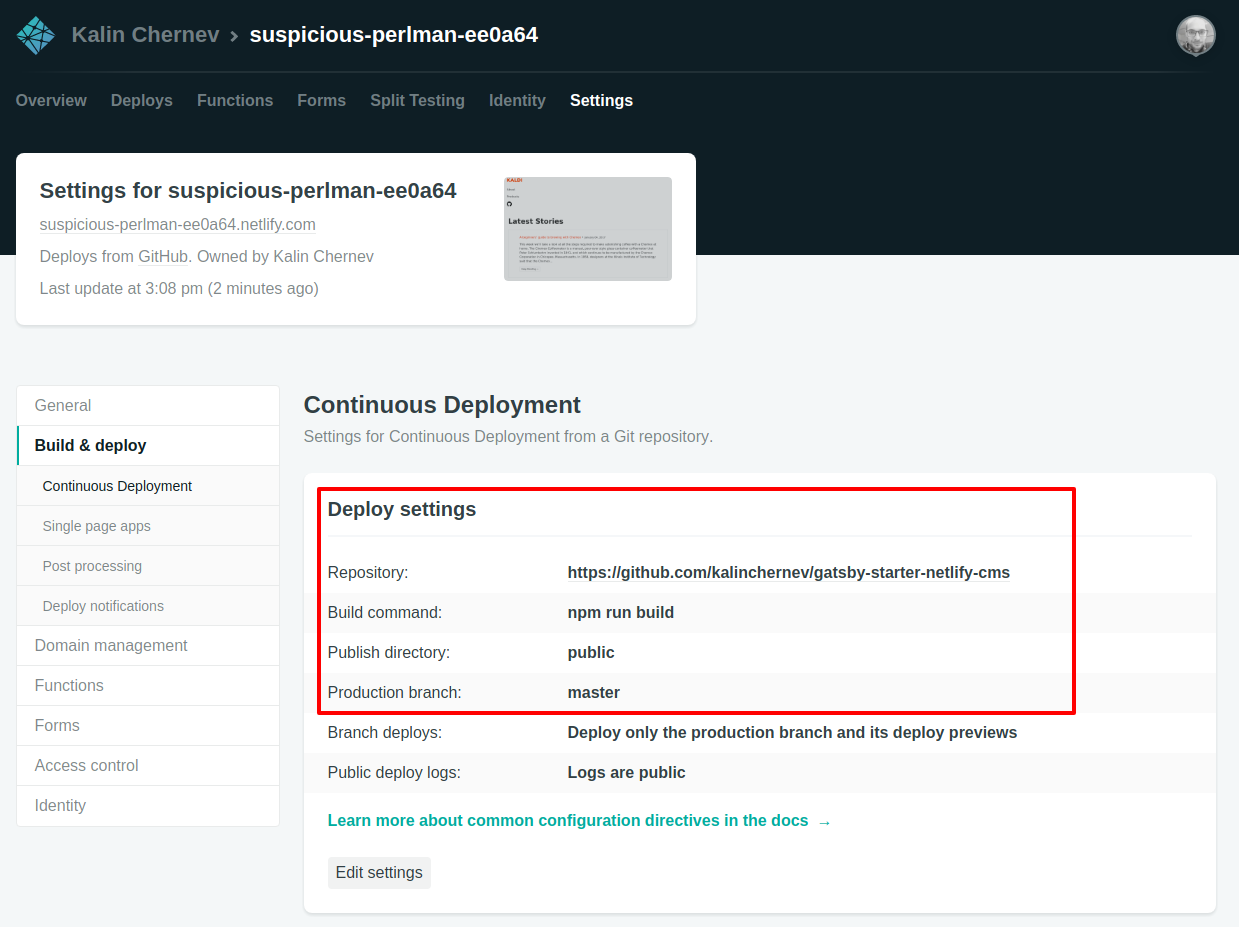 Kalin Chernev > suspicious-perlman-ee0a64
Overview Deploys Functions Forms Split Testing Identity Settings
Settings for suspicious-perlman-ee0a64
suspicious-perlman-ee0a64.netlify.com
Deploys from GitHub. Owned by Kalin Chernev
Last update at 3:08 pm (2 minutes ago)
KALDI
Latest Stories
General
Build & deploy
Continuous Deployment
Single page apps
Post processing
Deploy notifications
Domain management
Functions
Forms
Access control
Identity
Continuous Deployment
Settings for Continuous Deployment from a Git repository.
Deploy settings
Repository: https://github.com/kalinchernev/gatsby-starter-netlify-cms
Build command: npm run build
Publish directory: public
Production branch: master
Branch deploys: Deploy only the production branch and its deploy previews
Public deploy logs: Logs are public
Learn more about common configuration directives in the docs →
Edit settings